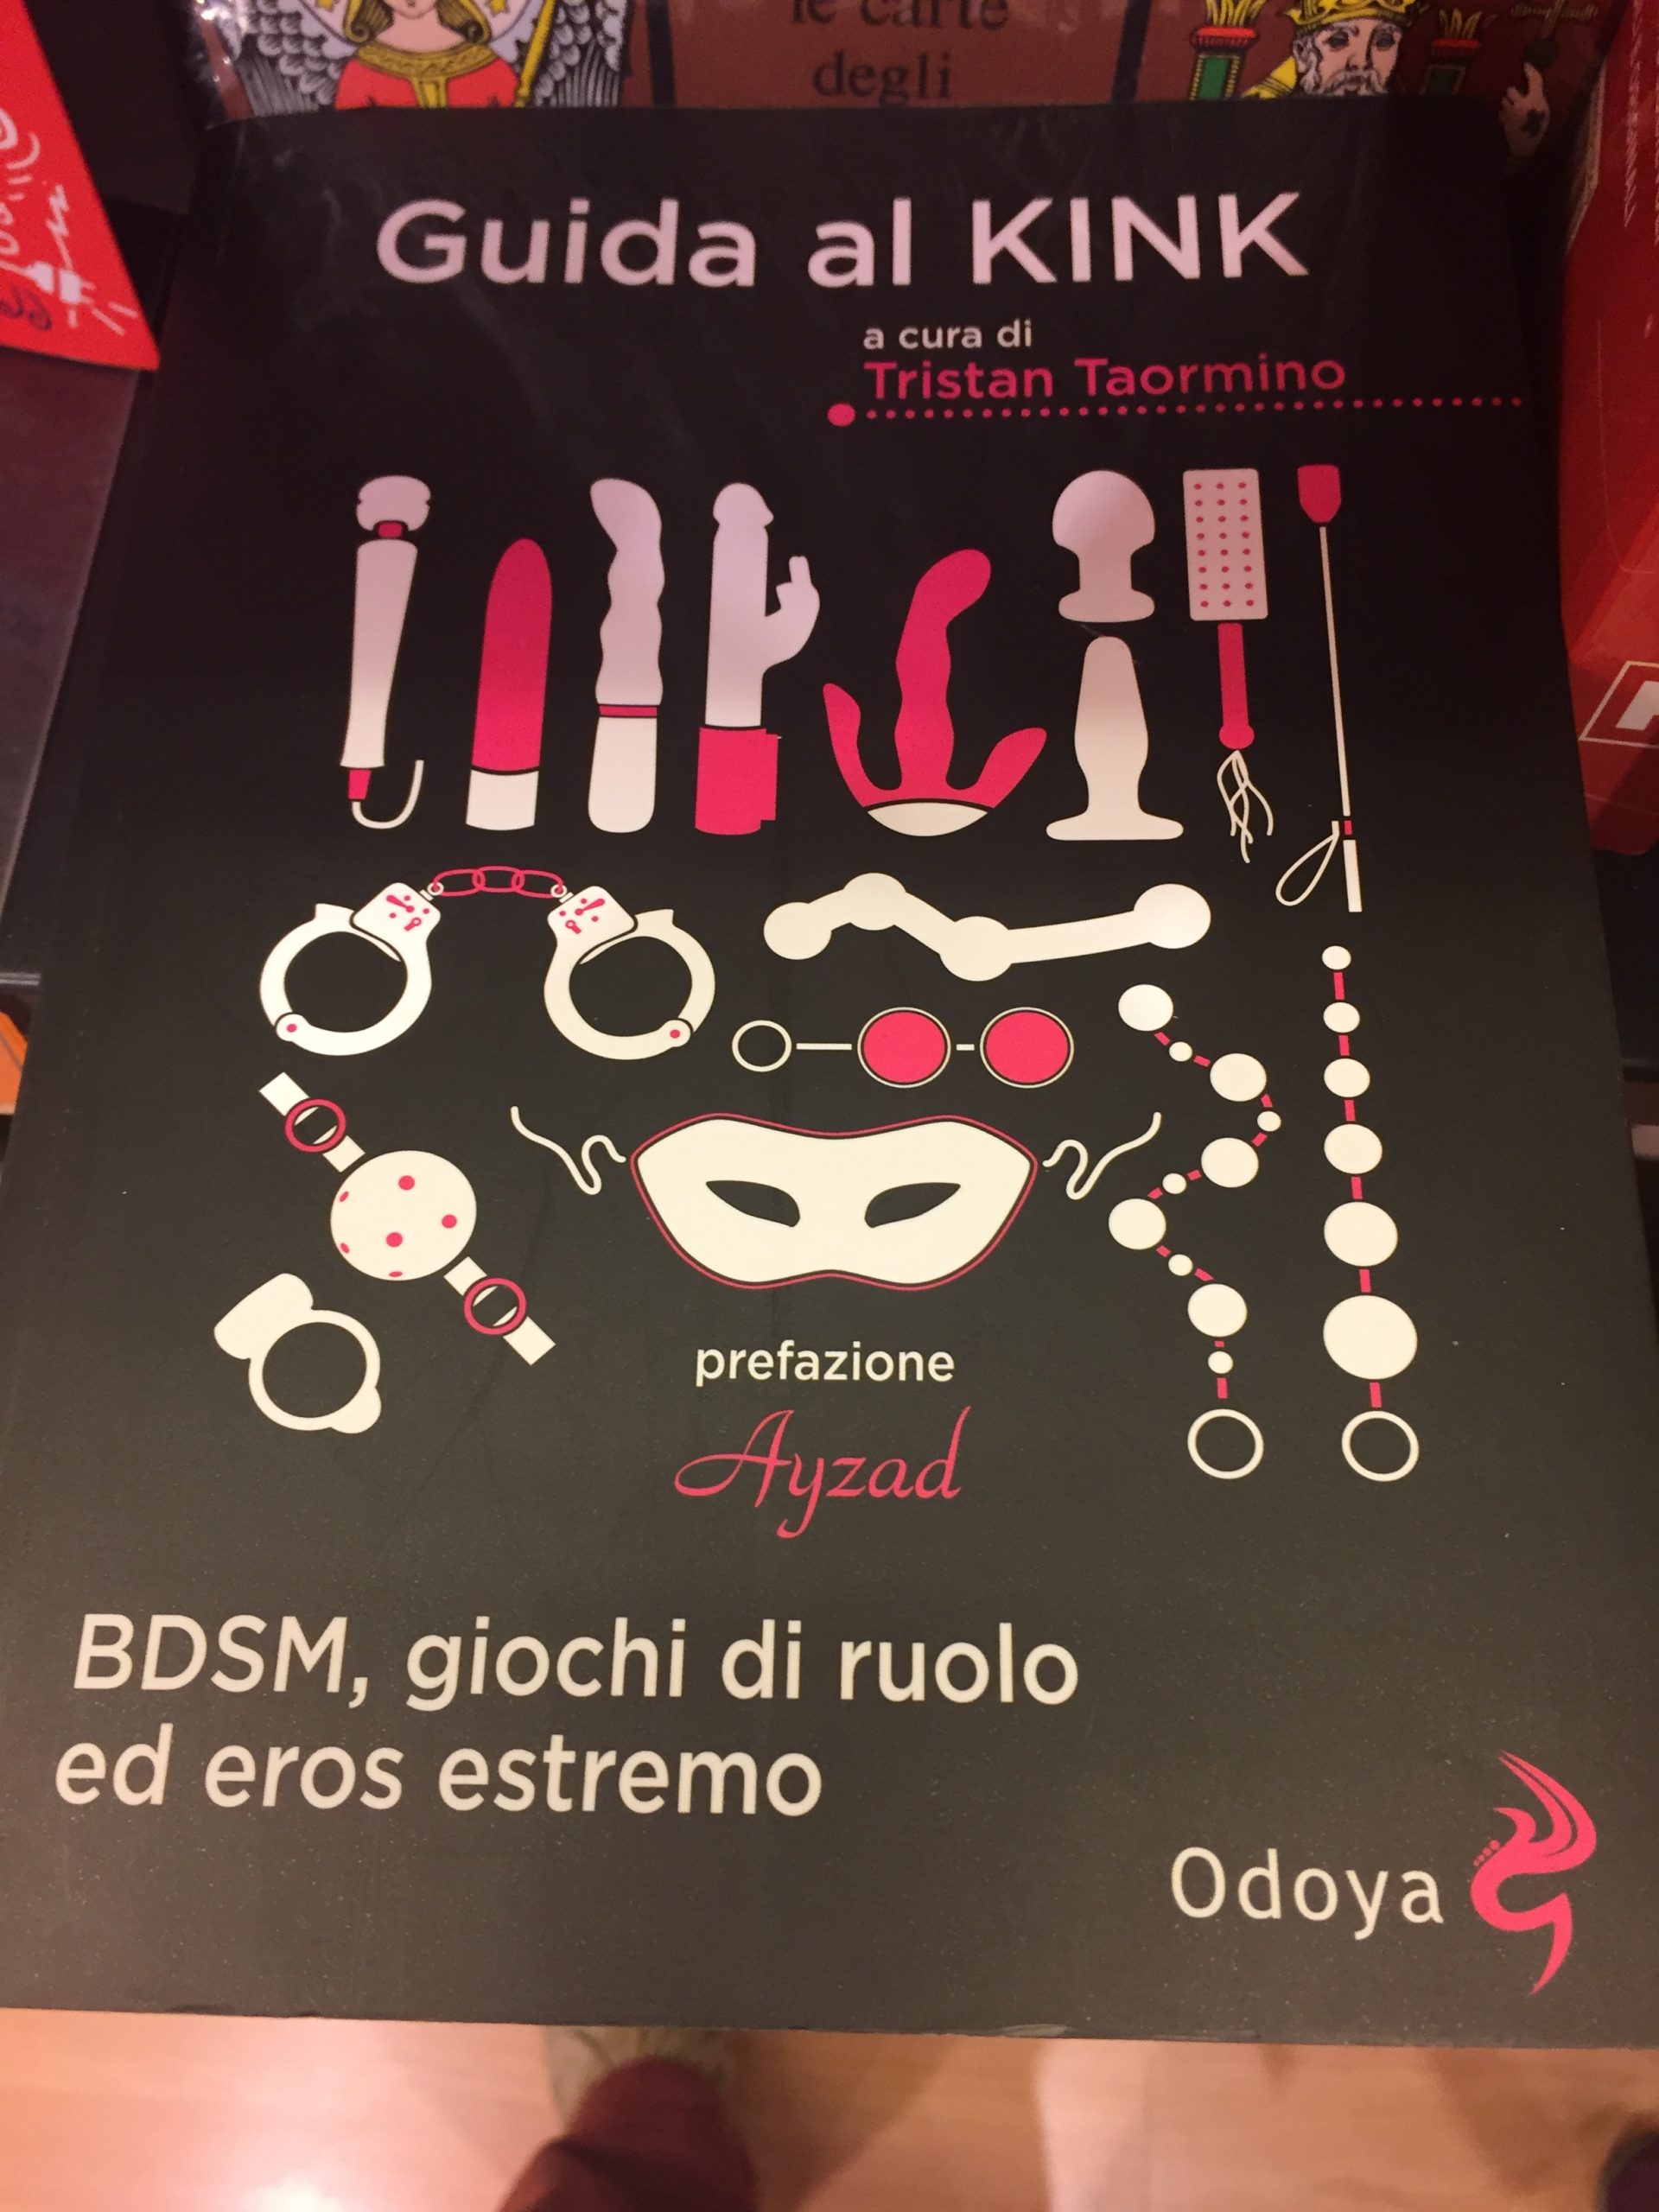 le carte
degli
Guida al KINK
a cura di
Tristan Taormino
prefazione
Ayzad
BDSM, giochi di ruolo
ed eros estremo
Odoya